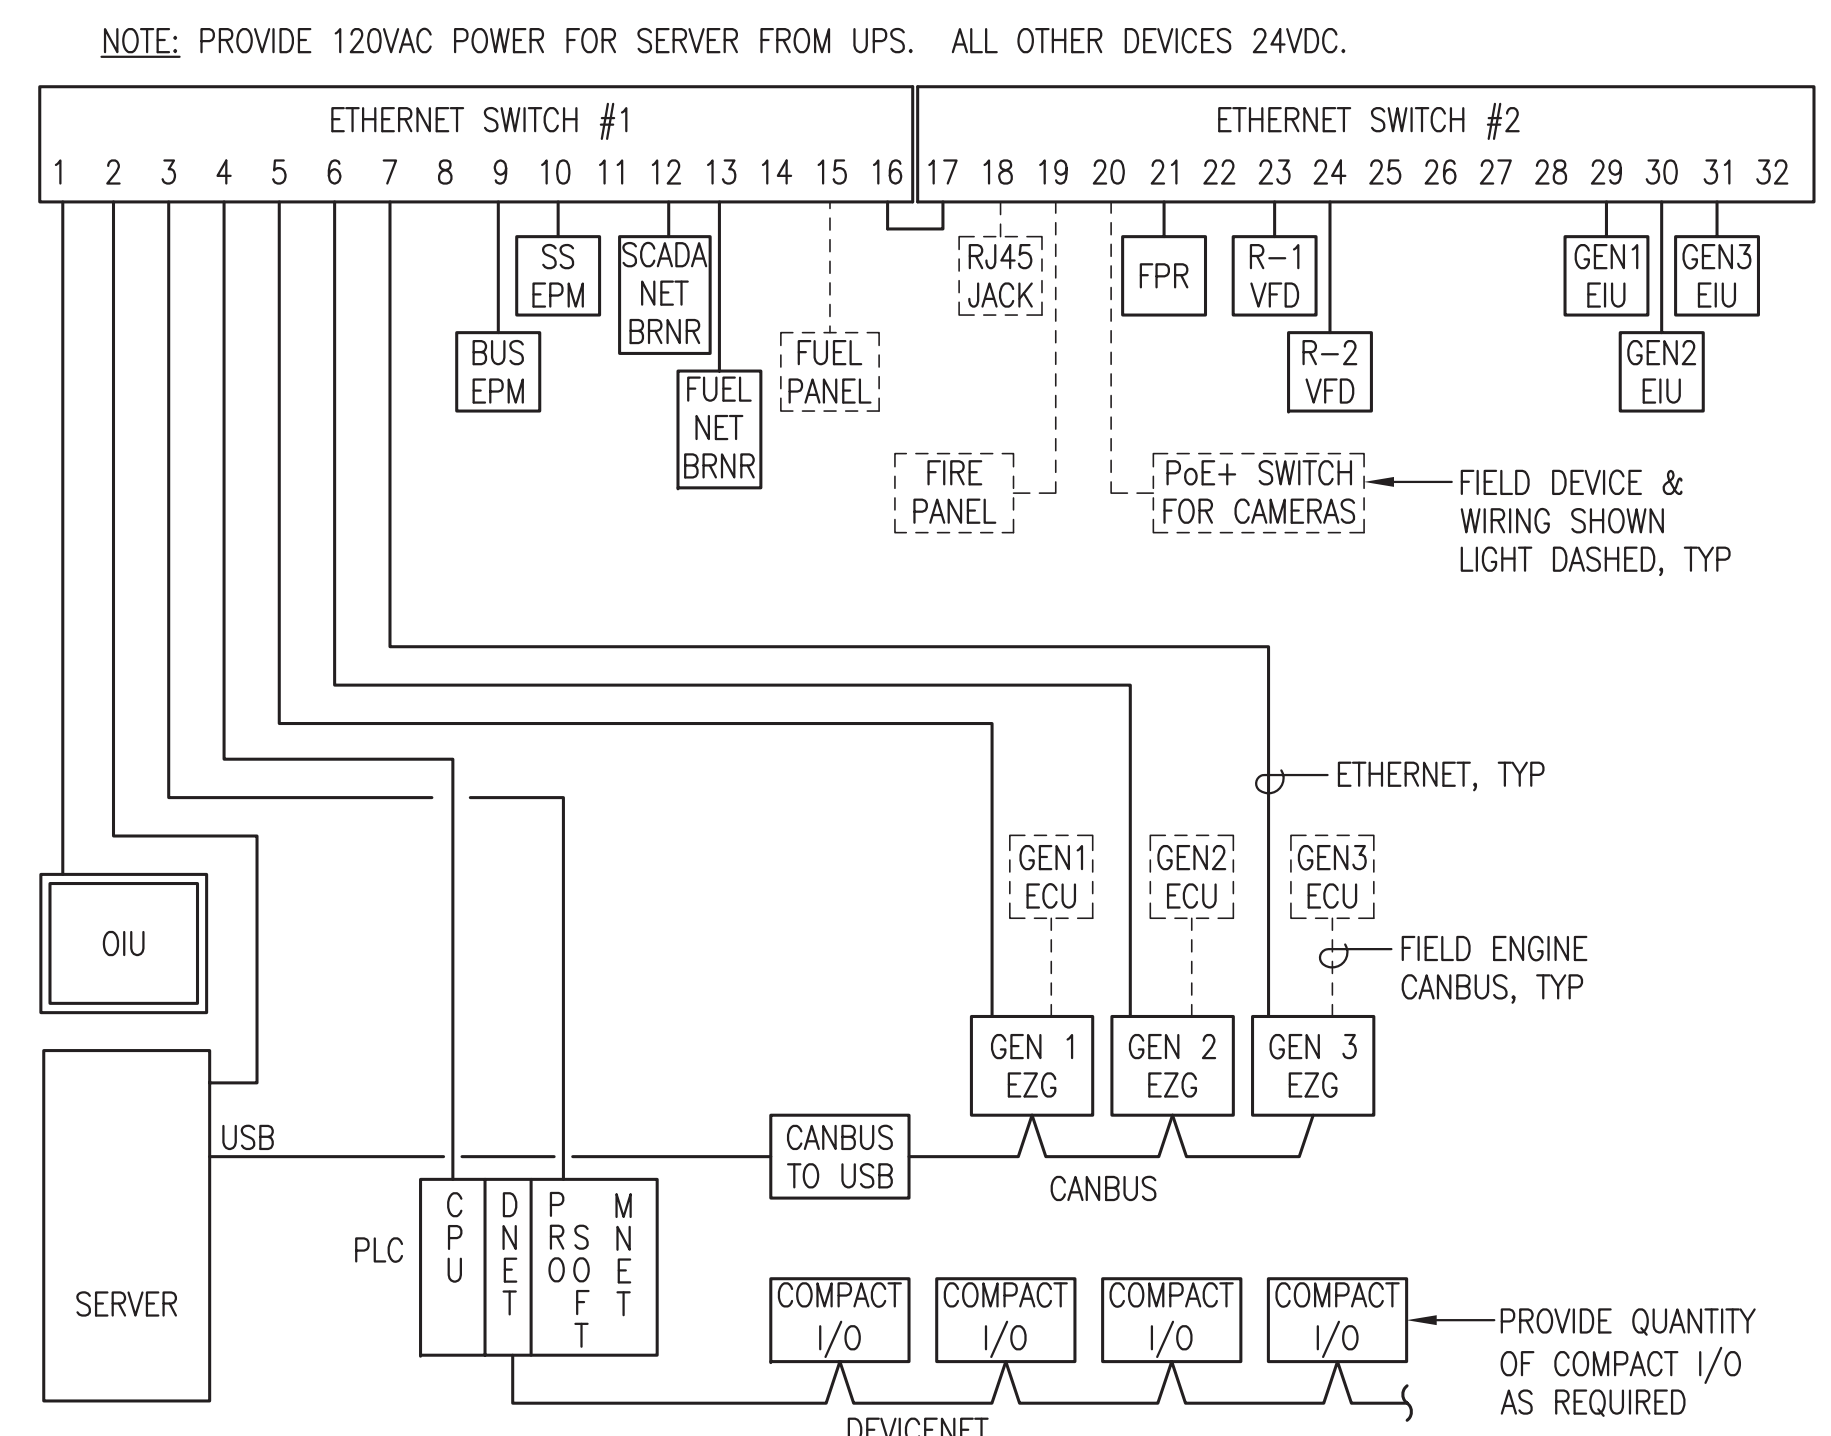 NOTE: PROVIDE 120VAC POWER FOR SERVER FROM UPS. ALL OTHER DEVICES 24VDC.
ETHERNET SWITCH #1
1 2 3 4 5 6 7 8 9 10 11 12 13 14 15 16
ETHERNET SWITCH #2
17 18 19 20 21 22 23 24 25 26 27 28 29 30 31 32
BUS
EPM
SS
EPM
SCADA
NET
BRNR
FUEL
NET
BRNR
FUEL
PANEL
RJ45
JACK
FPR
R-1
VFD
R-2
VFD
GEN1
EIU
GEN2
EIU
GEN3
EIU
FIRE
PANEL
PoE+ SWITCH
FOR CAMERAS
FIELD DEVICE &
WIRING SHOWN
LIGHT DASHED, TYP
ETHERNET, TYP
GEN1
ECU
GEN2
ECU
GEN3
ECU
FIELD ENGINE
CANBUS, TYP
OIU
GEN 1
EZG
GEN 2
EZG
GEN 3
EZG
USB
CANBUS
TO USB
CANBUS
SERVER
PLC
CPU
DNET
PRO
SOFT
MNET
COMPACT
I/O
COMPACT
I/O
COMPACT
I/O
COMPACT
I/O
PROVIDE QUANTITY
OF COMPACT I/O
AS REQUIRED
DEVICENET